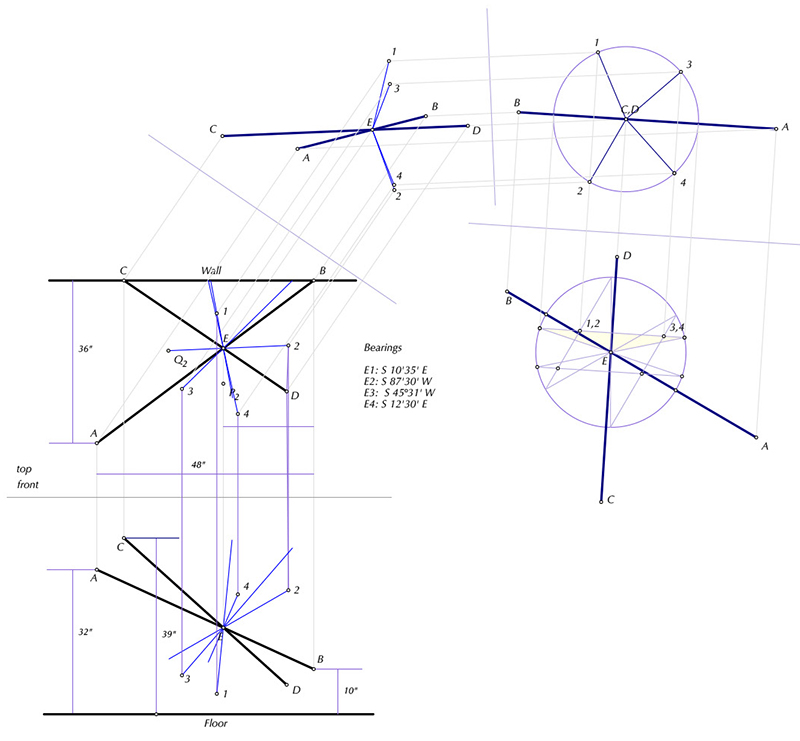 1
3
B
E
C
D
A
4
2
1
3
B
C,D
A
2
4
C
Wall
B
1
E
2
Q2
3
P2
D
4
36"
A
48"
top
front
Bearings
E1: S 10'35' E
E2: S 87'30' W
E3: S 45º31' W
E4: S 12'30' E
D
B
1,2
3,4
E
A
C
C
A
4
2
E
32"
39"
B
3
1
D
10"
Floor